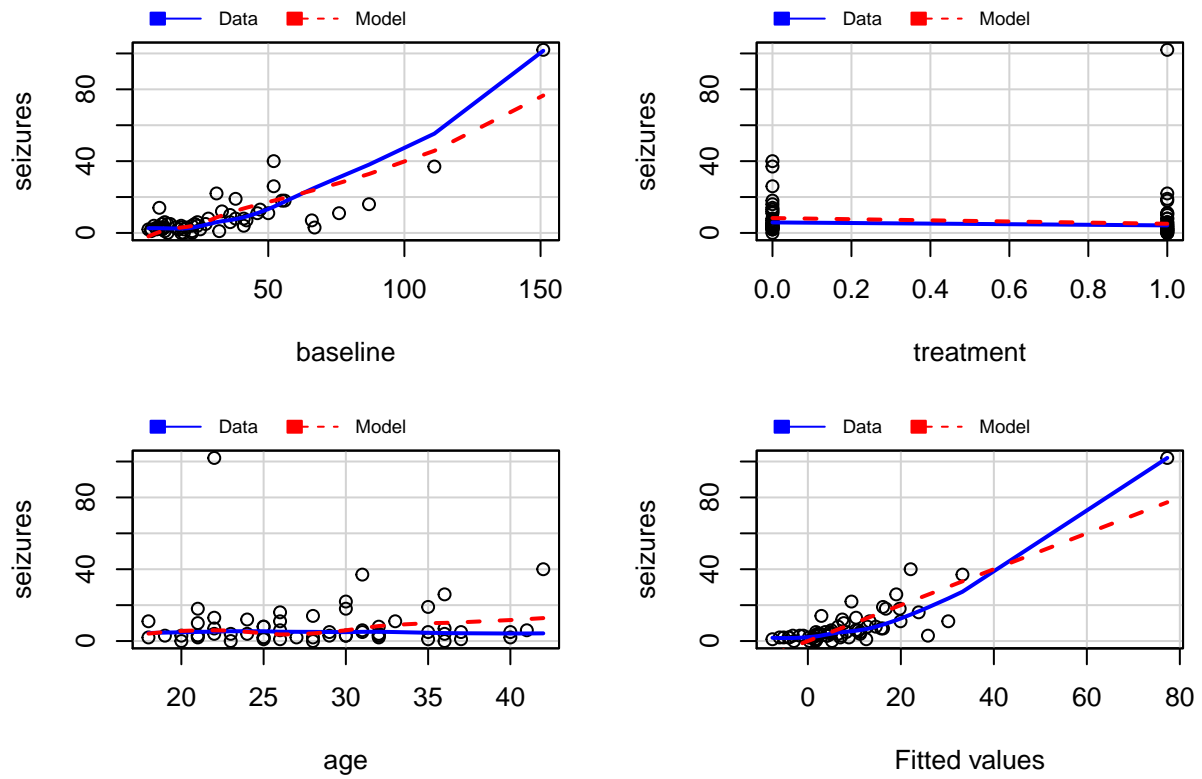 Data Model
seizures
0 40 80
50 100 150
baseline
Data Model
seizures
0 40 80
0.0 0.2 0.4 0.6 0.8 1.0
treatment
Data Model
seizures
0 40 80
20 25 30 35 40
age
Data Model
seizures
0 40 80
0 20 40 60 80
Fitted values